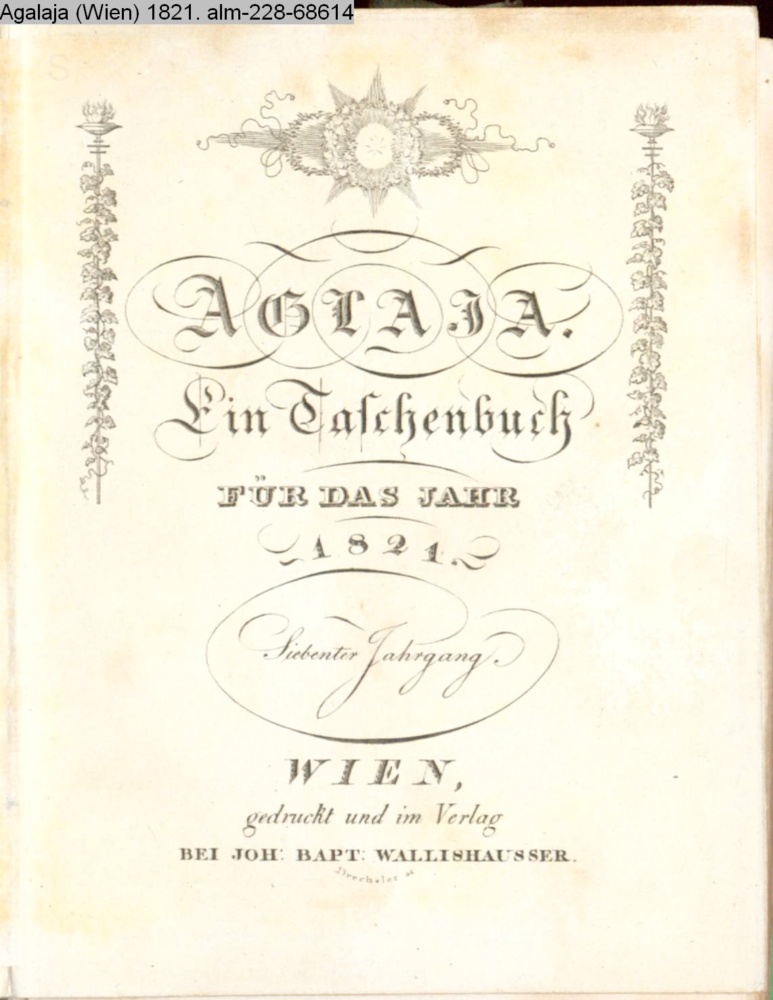 Agalaja (Wien) 1821. alm-228-68614
AGLAJA.
Ein Taſchenbuch
FÜR DAS JAHR
1821.
Siebenter Jahrgang.
WIEN,
gedruckt und im Verlag
BEI JOH: BAPT: WALLISHAUSSER.
Drechsler